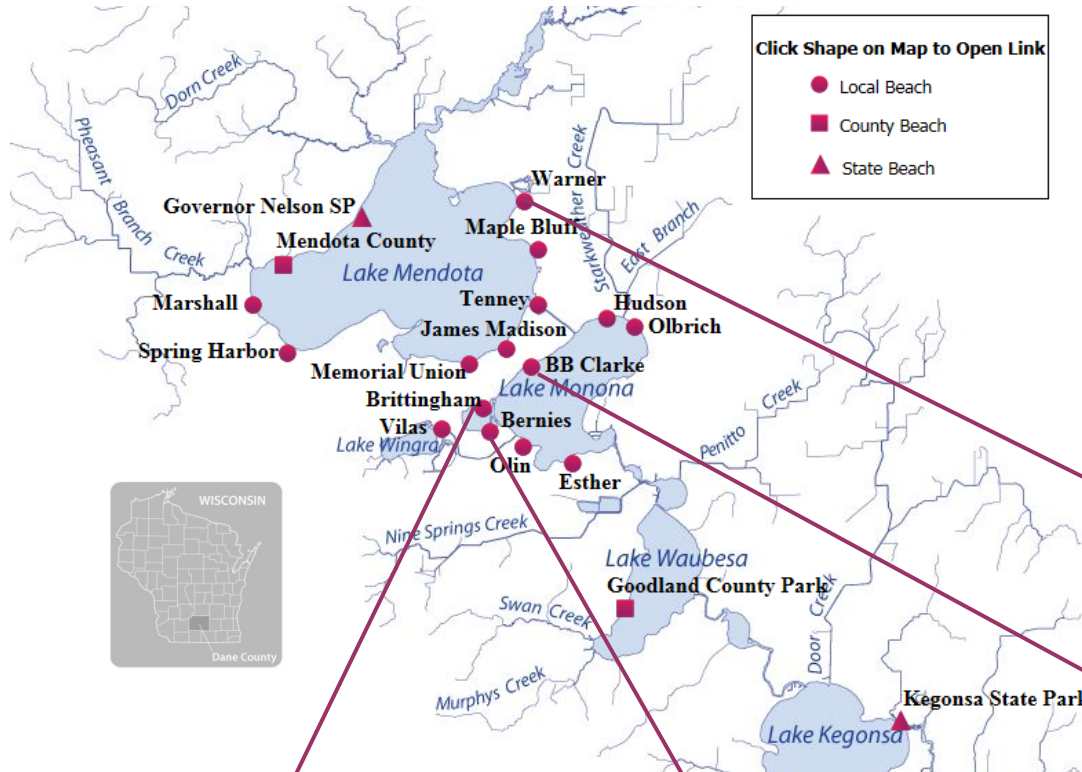 Click Shape on Map to Open Link
Local Beach
County Beach
State Beach
Dorn Creek
Pheasant Branch Creek
Starkweather Creek
East Branch
Warner
Governor Nelson SP
Maple Bluff
Mendota County
Lake Mendota
Marshall
Tenney
Hudson
Olbrich
James Madison
Spring Harbor
Memorial Union
BB Clarke
Lake Monona
Brittingham
Bernies
Vilas
Lake Wingra
Olin
Esther
Penitto Creek
Nine Springs Creek
WISCONSIN
Dane County
Lake Waubesa
Goodland County Park
Swan Creek
Murphys Creek
Door Creek
Kegonsa State Park
Lake Kegonsa